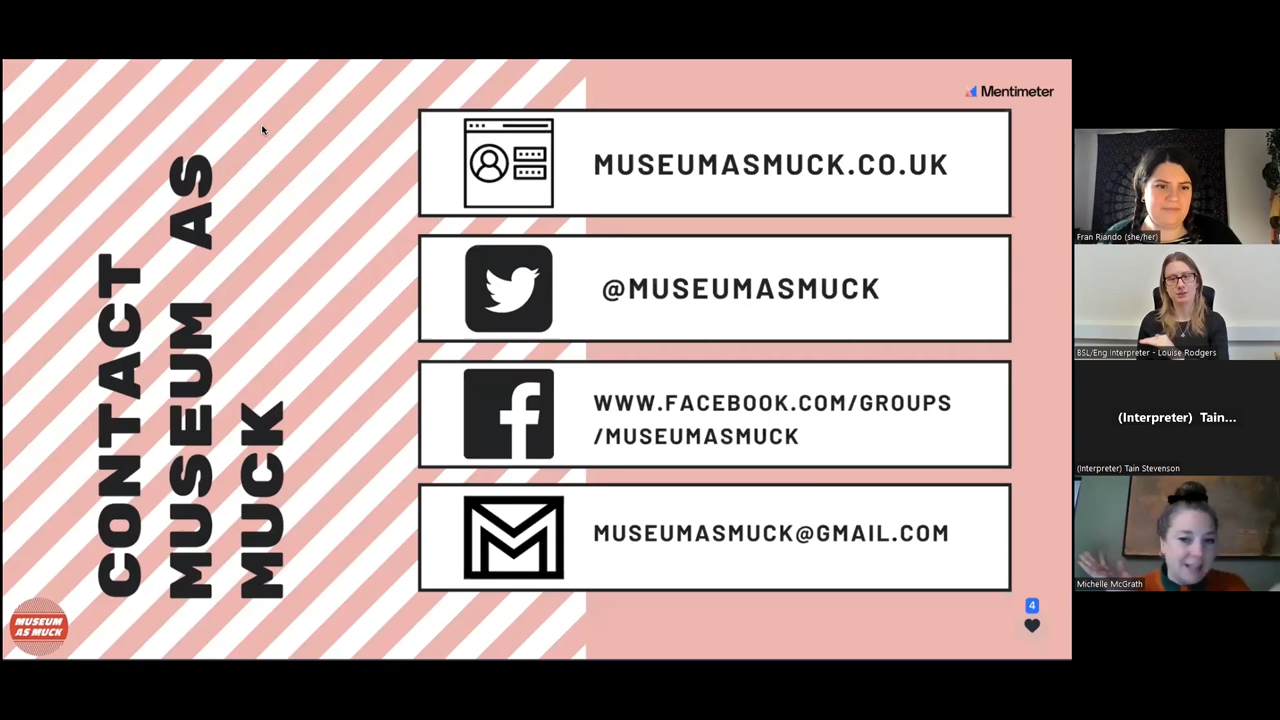 CONTACT
MUSEUM AS
MUCK
Mentimeter
MUSEUMASMUCK.CO.UK
@MUSEUMASMUCK
WWW.FACEBOOK.COM/GROUPS
/MUSEUMASMUCK
MUSEUMASMUCK@GMAIL.COM
MUSEUM
AS MUCK
4
Fran Riando (she/her)
BSL/Eng Interpreter - Louise Rodgers
(Interpreter) Tain...
(Interpreter) Tain Stevenson
Michelle McGrath